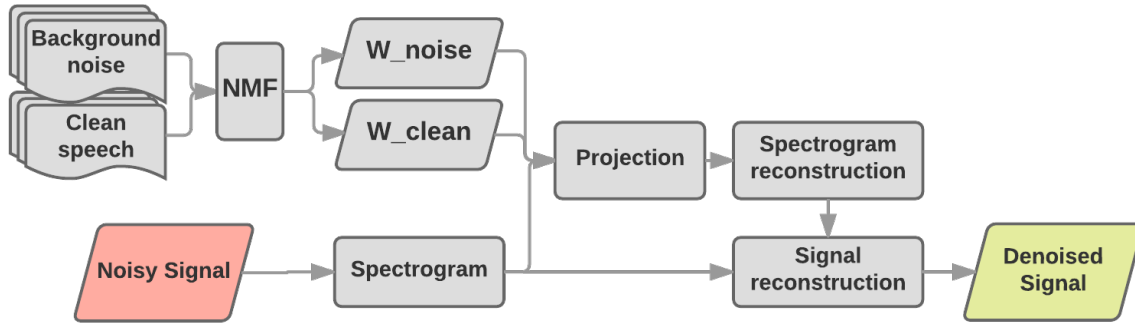 Background
noise
Clean
speech
NMF
W_noise
W_clean
Projection
Spectrogram
reconstruction
Noisy Signal
Spectrogram
Signal
reconstruction
Denoised
Signal